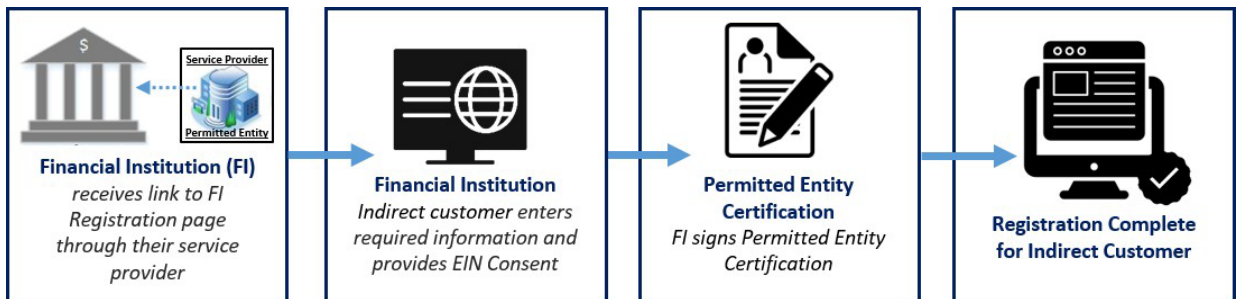 $
Service Provider
Permitted Entity
Financial Institution (FI)
receives link to FI
Registration page
through their service
provider
Financial Institution
Indirect customer enters
required information and
provides EIN Consent
Permitted Entity
Certification
FI signs Permitted Entity
Certification
Registration Complete
for Indirect Customer